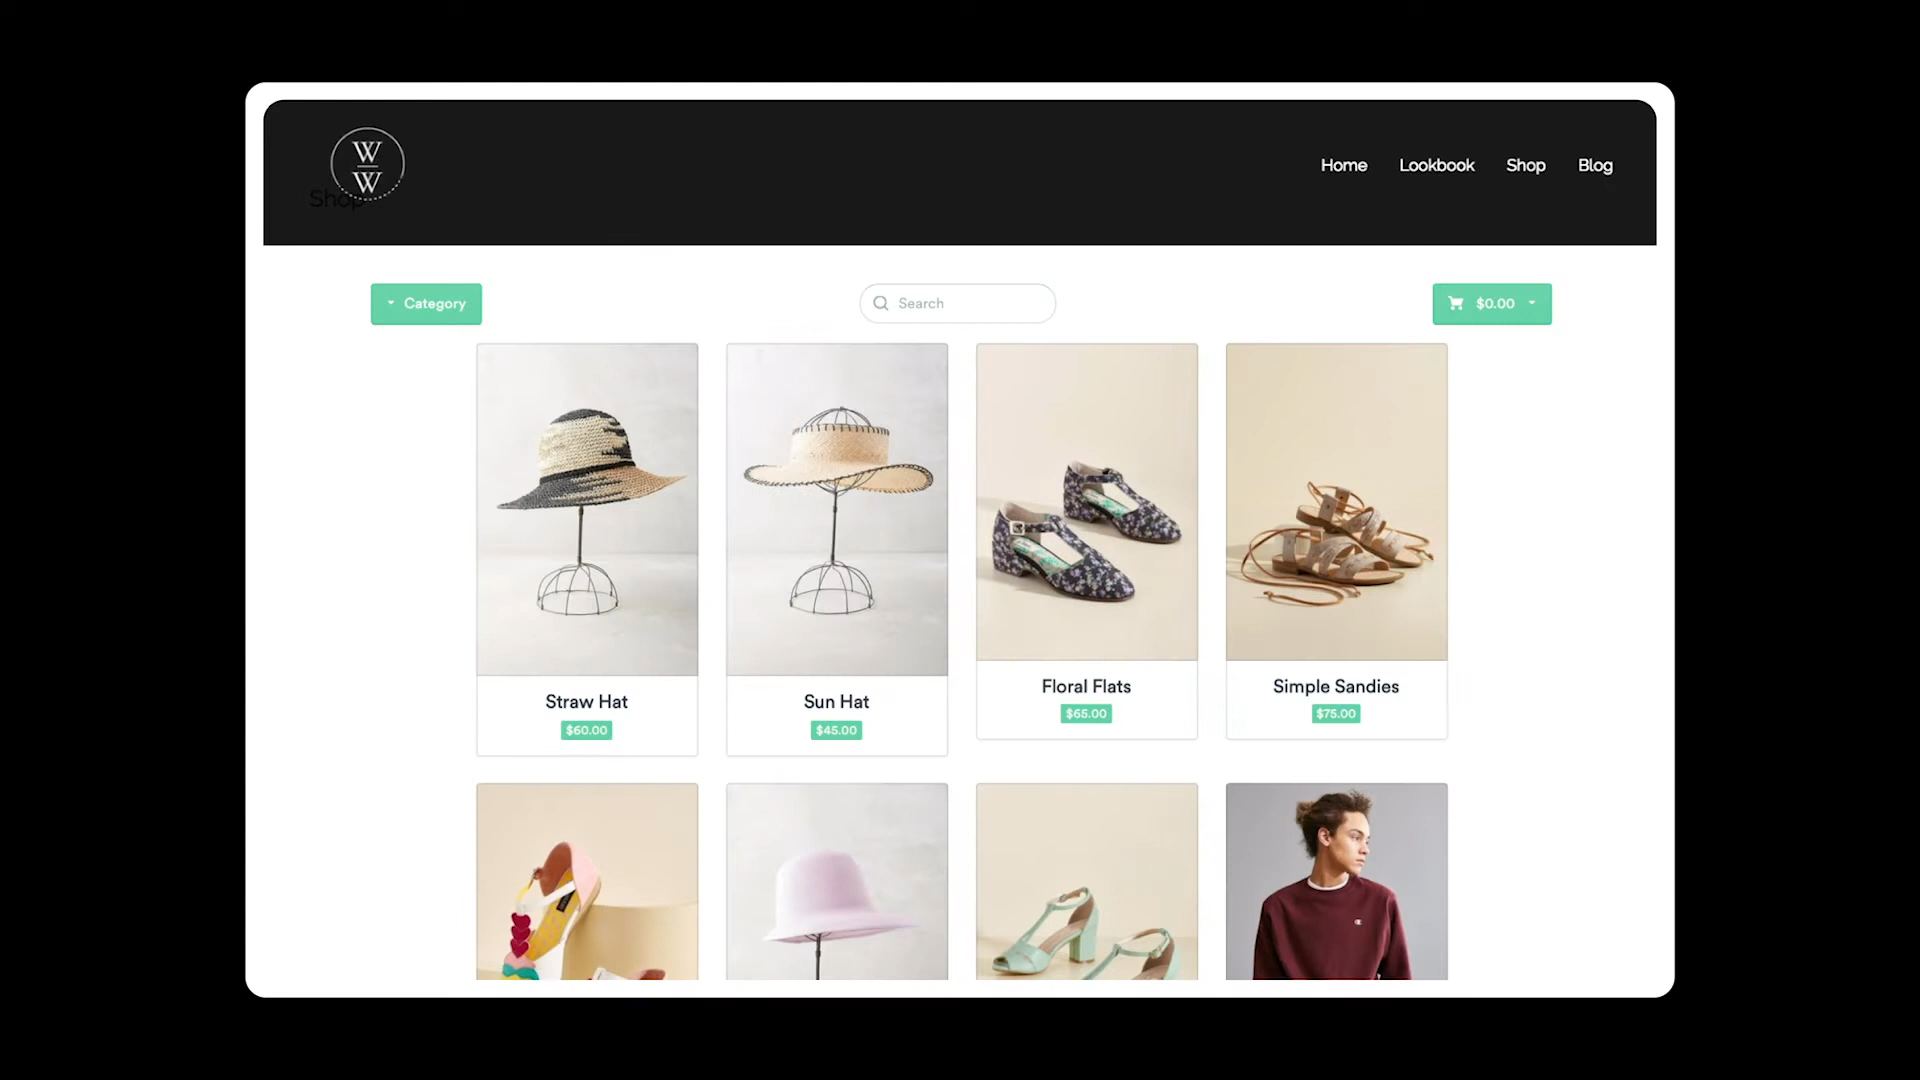 W
W
Shop
Home Lookbook Shop Blog
Category
Search
$0.00
Straw Hat
$60.00
Sun Hat
$45.00
Floral Flats
$65.00
Simple Sandies
$75.00